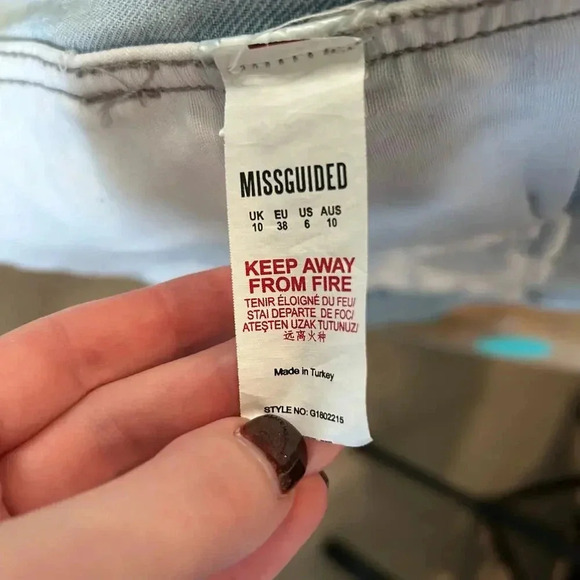 MISSGUIDED
UK EU US AUS
10 38 6 10
KEEP AWAY
FROM FIRE
TENIR ÉLOIGNÉ DU FEU/
STAI DEPARTE DE FOC/
ATEŞTEN UZAK TUTUNUZ/
远离火种
Made in Turkey
STYLE NO: G1802215